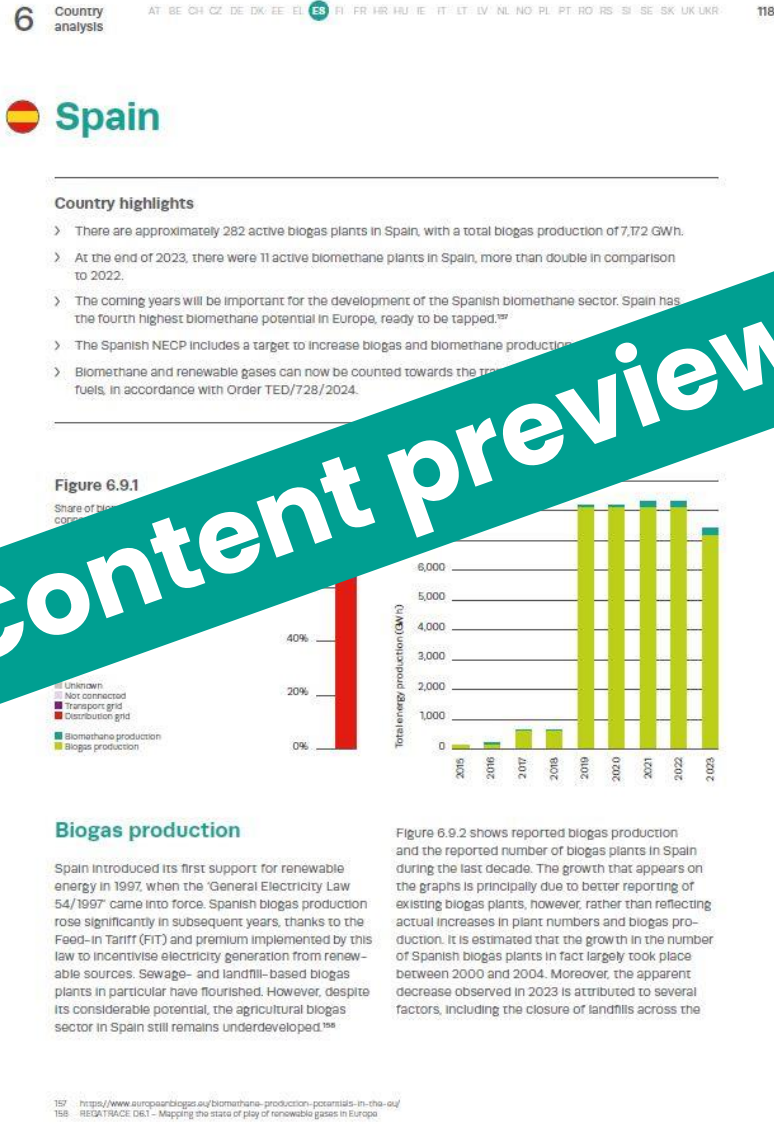 6 Country analysis
AT BE CH CZ DE DK EE EL ES FI FR HR HU IE IT LT LV NL NO PL PT RO RS SI SE SK UK UKR
118
Spain
Country highlights
There are approximately 282 active biogas plants in Spain, with a total biogas production of 7,172 GWh.
At the end of 2023, there were 11 active biomethane plants in Spain, more than double in comparison
to 2022.
The coming years will be important for the development of the Spanish biomethane sector. Spain has
the fourth highest biomethane potential in Europe, ready to be tapped.¹⁵⁷
The Spanish NECP includes a target to increase biogas and biomethane production
Biomethane and renewable gases can now be counted towards the
fuels, in accordance with Order TED/728/2024.
Content preview
Figure 6.9.1
Share of
40%
20%
0%
Unknown
Not connected
Transport grid
Distribution grid
Biomethane production
Biogas production
Total energy production (GWh)
6,000
5,000
4,000
3,000
2,000
1,000
0
2015
2016
2017
2018
2019
2020
2021
2022
2023
Biogas production
Spain introduced its first support for renewable
energy in 1997, when the 'General Electricity Law
54/1997' came into force. Spanish biogas production
rose significantly in subsequent years, thanks to the
Feed-in Tariff (FiT) and premium implemented by this
law to incentivise electricity generation from renew-
able sources. Sewage- and landfill-based biogas
plants in particular have flourished. However, despite
its considerable potential, the agricultural biogas
sector in Spain still remains underdeveloped.¹⁵⁸
Figure 6.9.2 shows reported biogas production
and the reported number of biogas plants in Spain
during the last decade. The growth that appears on
the graphs is principally due to better reporting of
existing biogas plants, however, rather than reflecting
actual increases in plant numbers and biogas pro-
duction. It is estimated that the growth in the number
of Spanish biogas plants in fact largely took place
between 2000 and 2004. Moreover, the apparent
decrease observed in 2023 is attributed to several
factors, including the closure of landfills across the
157 https://www.europeanbiogas.eu/biomethane-production-potentials-in-the-eu/
158 REGATRACE D6.1 – Mapping the state of play of renewable gases in Europe